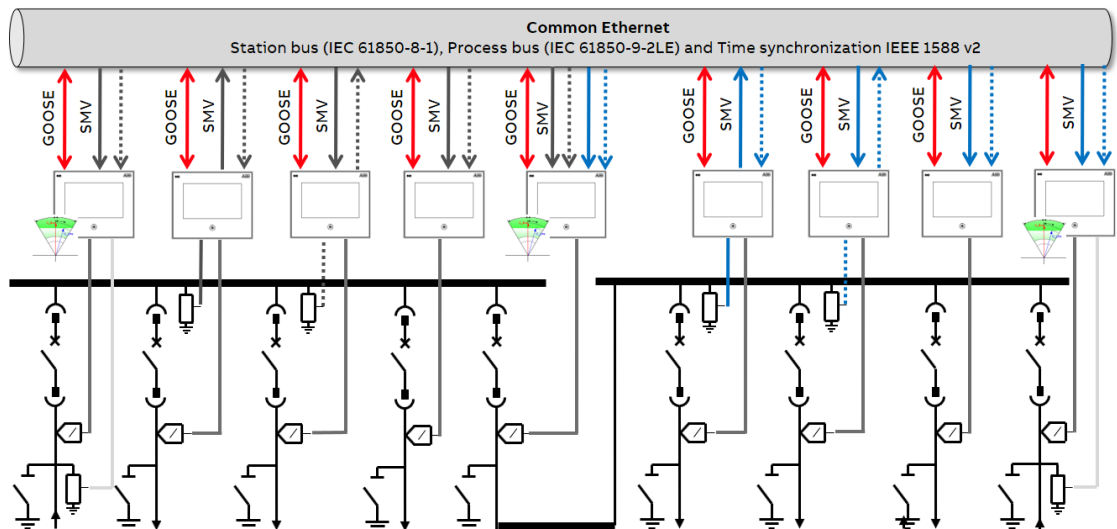 Common Ethernet
Station bus (IEC 61850-8-1), Process bus (IEC 61850-9-2LE) and Time synchronization IEEE 1588 v2
GOOSE
SMV
GOOSE
SMV
GOOSE
SMV
GOOSE
SMV
GOOSE
SMV
GOOSE
SMV
GOOSE
SMV
GOOSE
SMV
SMV